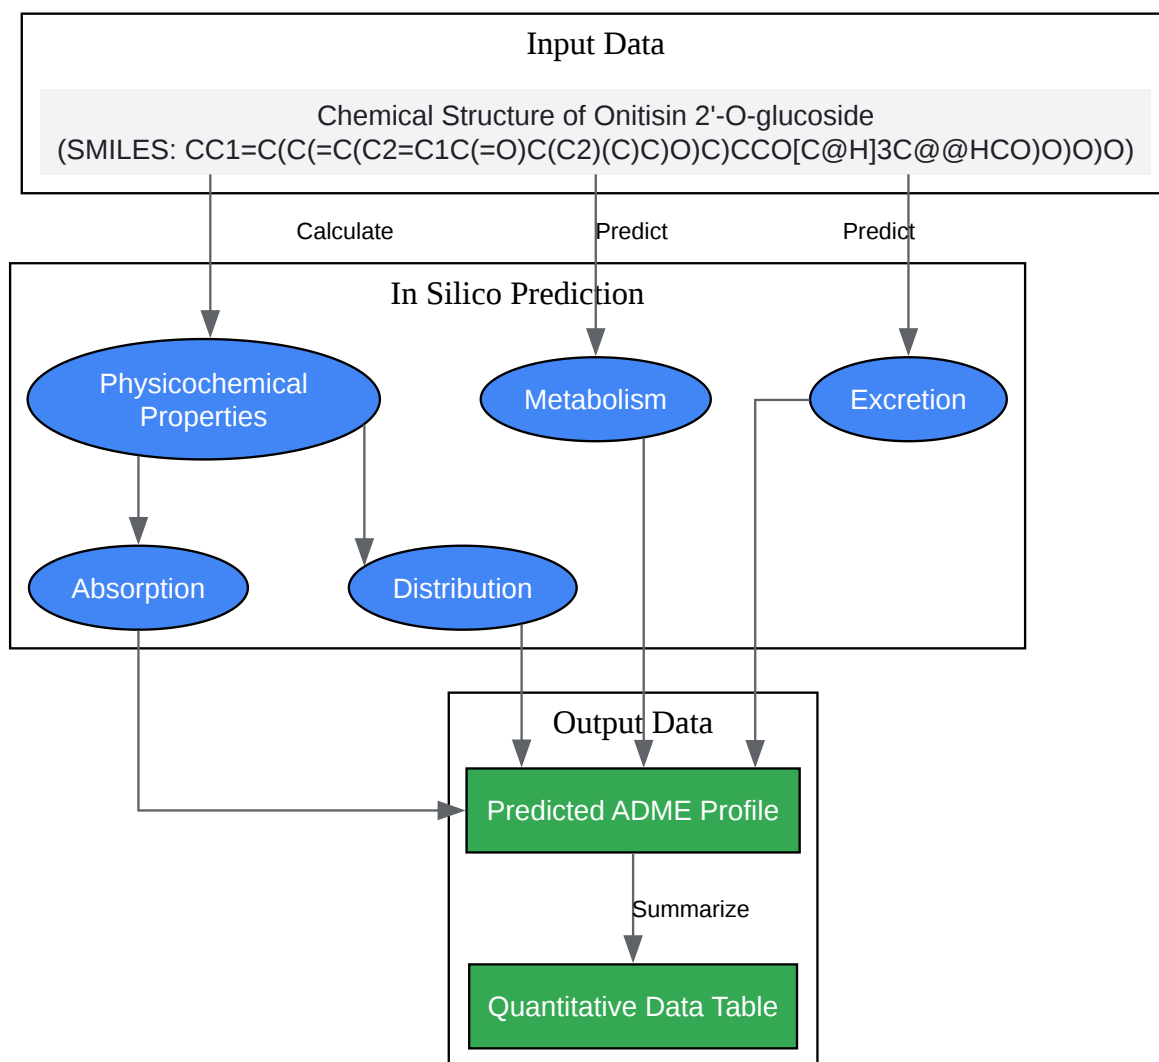 Input Data
Chemical Structure of Onitisin 2'-O-glucoside
(SMILES: CC1=C(C(=C(C2=C1C(=O)C(C2)(C)C)O)C)CCO[C@H]3C@@HCO)O)O)O)
Calculate
Predict
Predict
In Silico Prediction
Physicochemical
Properties
Metabolism
Excretion
Absorption
Distribution
Output Data
Predicted ADME Profile
Summarize
Quantitative Data Table